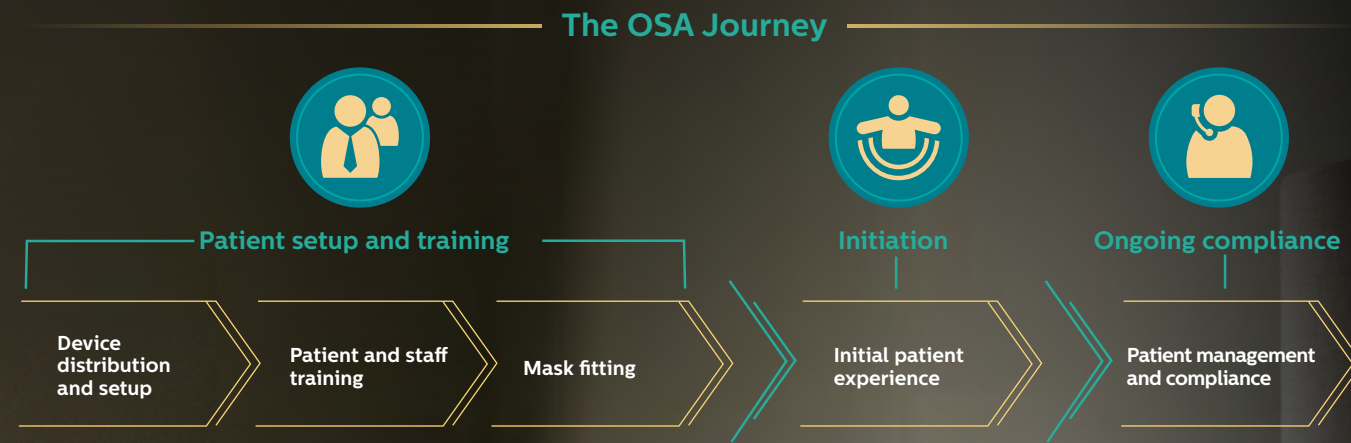 The OSA Journey
Patient setup and training
Initiation
Ongoing compliance
Device
distribution
and setup
Patient and staff
training
Mask fitting
Initial patient
experience
Patient management
and compliance